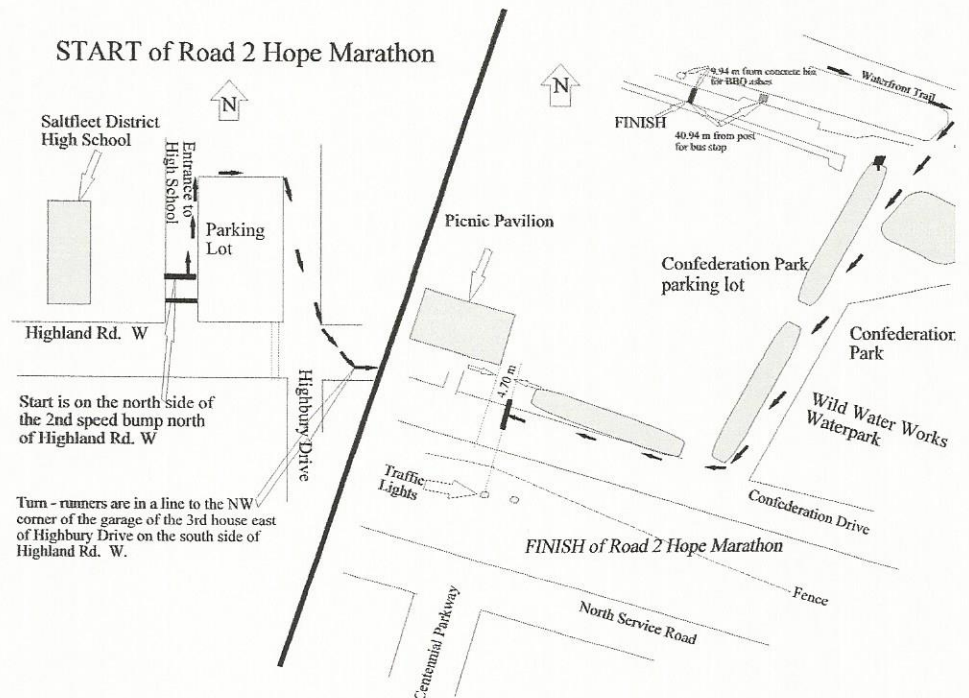 START of Road 2 Hope Marathon
N
Saltfleet District
High School
Entrance to
High School
Parking
Lot
Highland Rd. W
Start is on the north side of
the 2nd speed bump north
of Highland Rd. W
Highbury Drive
Turn - runners are in a line to the NW
corner of the garage of the 3rd house east
of Highbury Drive on the south side of
Highland Rd. W.
N
9.94 m from concrete bin
for BBQ ashes
Waterfront Trail
FINISH
40.94 m from post
for bus stop
Picnic Pavilion
Confederation Park
parking lot
Confederation
Park
4.70 m
Wild Water Works
Waterpark
Traffic
Lights
Confederation Drive
FINISH of Road 2 Hope Marathon
Fence
North Service Road
Centennial Parkway